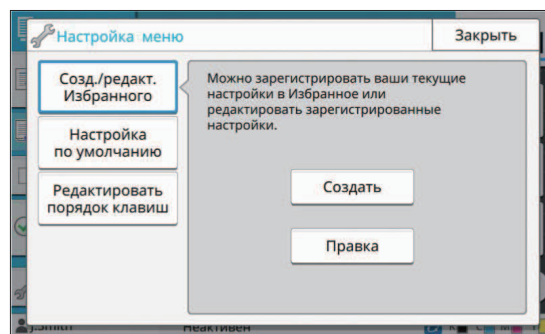 Настройка меню
Закрыть
Созд./редакт.
Избранного
Можно зарегистрировать ваши текущие
настройки в Избранное или
редактировать зарегистрированные
настройки.
Настройка
по умолчанию
Редактировать
порядок клавиш
Создать
Правка
J.Smith
Неактивен